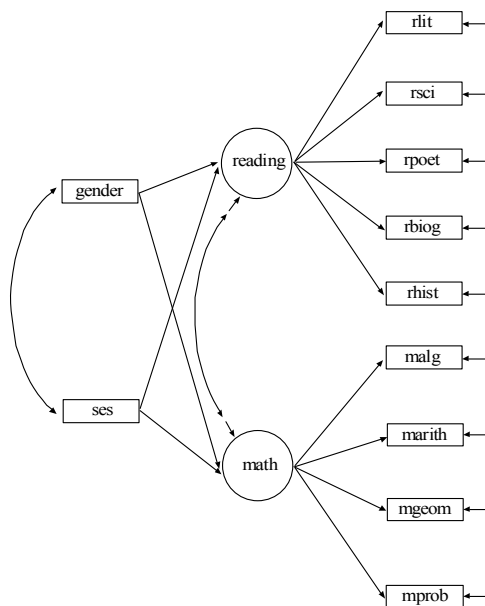 rlit
rsci
reading
rpoet
gender
rbiog
rhist
malg
ses
marith
math
mgeom
mprob